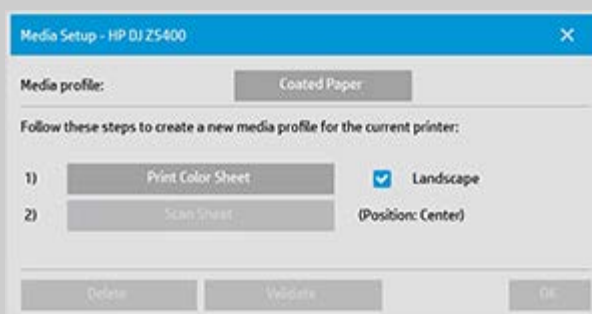 Media Setup - HP DJ Z5400
Media profile: Coated Paper
Follow these steps to create a new media profile for the current printer:
1) Print Color Sheet Landscape
2) Scan Sheet (Position: Center)
Delete Validate OK